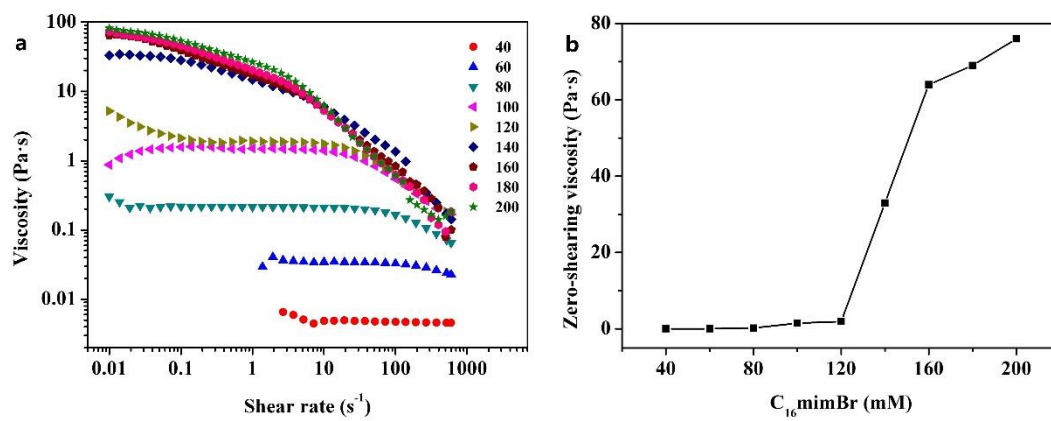 a
100
10
1
0.1
0.01
Viscosity (Pa·s)
0.01 0.1 1 10 100 1000
Shear rate (s⁻¹)
40
60
80
100
120
140
160
180
200
b
80
60
40
20
0
Zero-shearing viscosity (Pa·s)
40 80 120 160 200
C₁₆mimBr (mM)